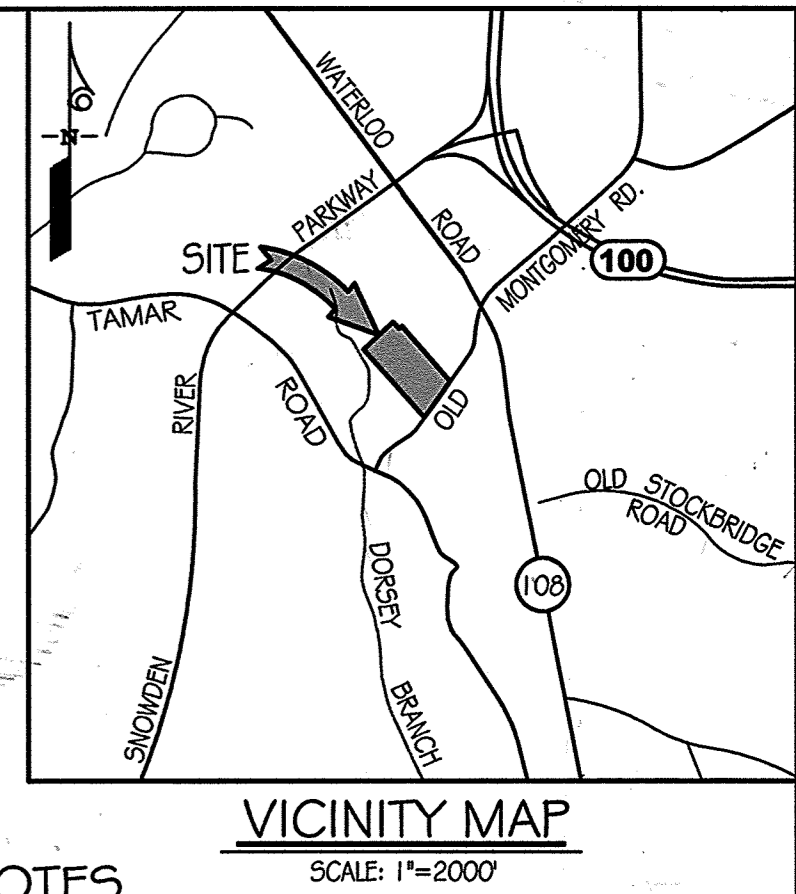 N
WATERLOO
ROAD
SNOWDEN
RIVER
PARKWAY
OLD
MONTGOMERY RD.
100
SITE
TAMAR
ROAD
OLD STOCKBRIDGE
ROAD
108
DORSEY
BRANCH
VICINITY MAP
SCALE: 1"=2000'